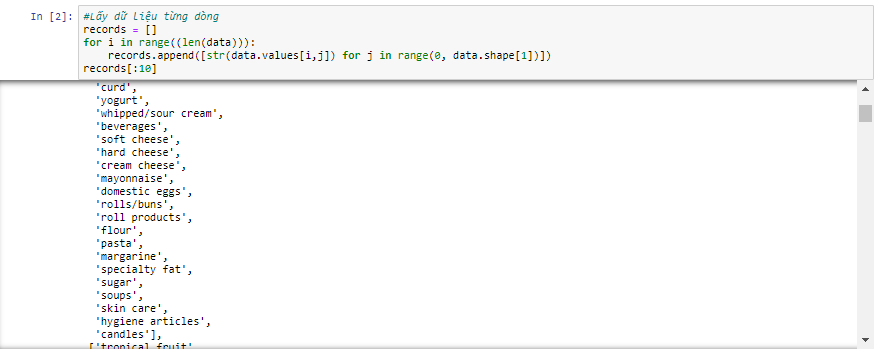 In [2]: #Lấy dữ liệu từng dòng
records = []
for i in range((len(data))):
    records.append([str(data.values[i,j]) for j in range(0, data.shape[1])])
records[:10]
'curd',
'yogurt',
'whipped/sour cream',
'beverages',
'soft cheese',
'hard cheese',
'cream cheese',
'mayonnaise',
'domestic eggs',
'rolls/buns',
'roll products',
'flour',
'pasta',
'margarine',
'specialty fat',
'sugar',
'soups',
'skin care',
'hygiene articles',
'candles'],
['tropical fruit'